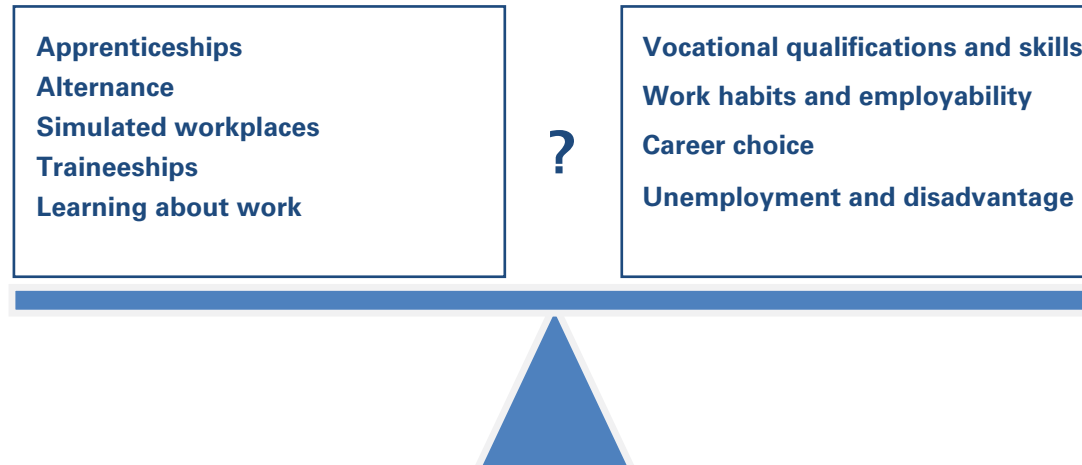 Apprenticeships
Alternance
Simulated workplaces
Traineeships
Learning about work
?
Vocational qualifications and skills
Work habits and employability
Career choice
Unemployment and disadvantage